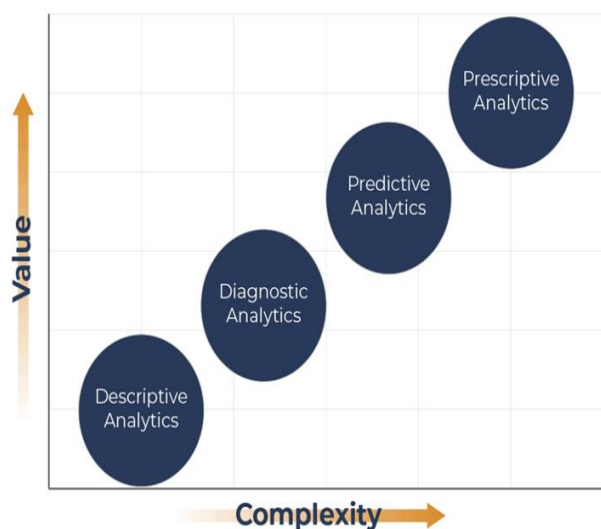 Prescriptive
Analytics
Predictive
Analytics
Diagnostic
Analytics
Descriptive
Analytics
Value
Complexity